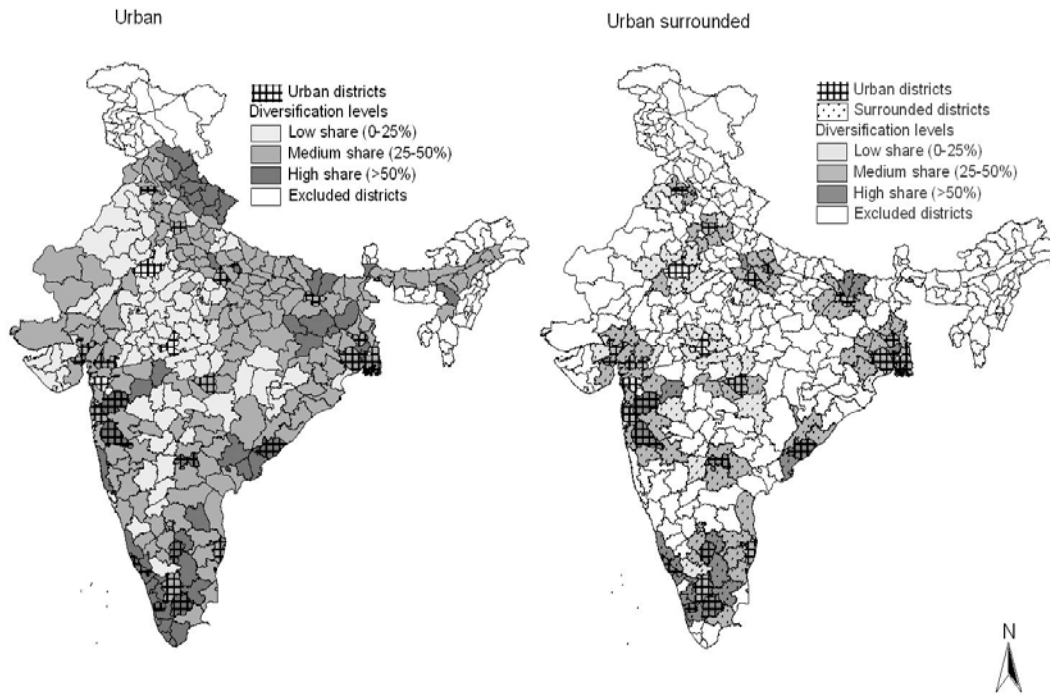 Urban
Urban districts
Diversification levels
Low share (0-25%)
Medium share (25-50%)
High share (>50%)
Excluded districts
Urban surrounded
Urban districts
Surrounded districts
Diversification levels
Low share (0-25%)
Medium share (25-50%)
High share (>50%)
Excluded districts
N